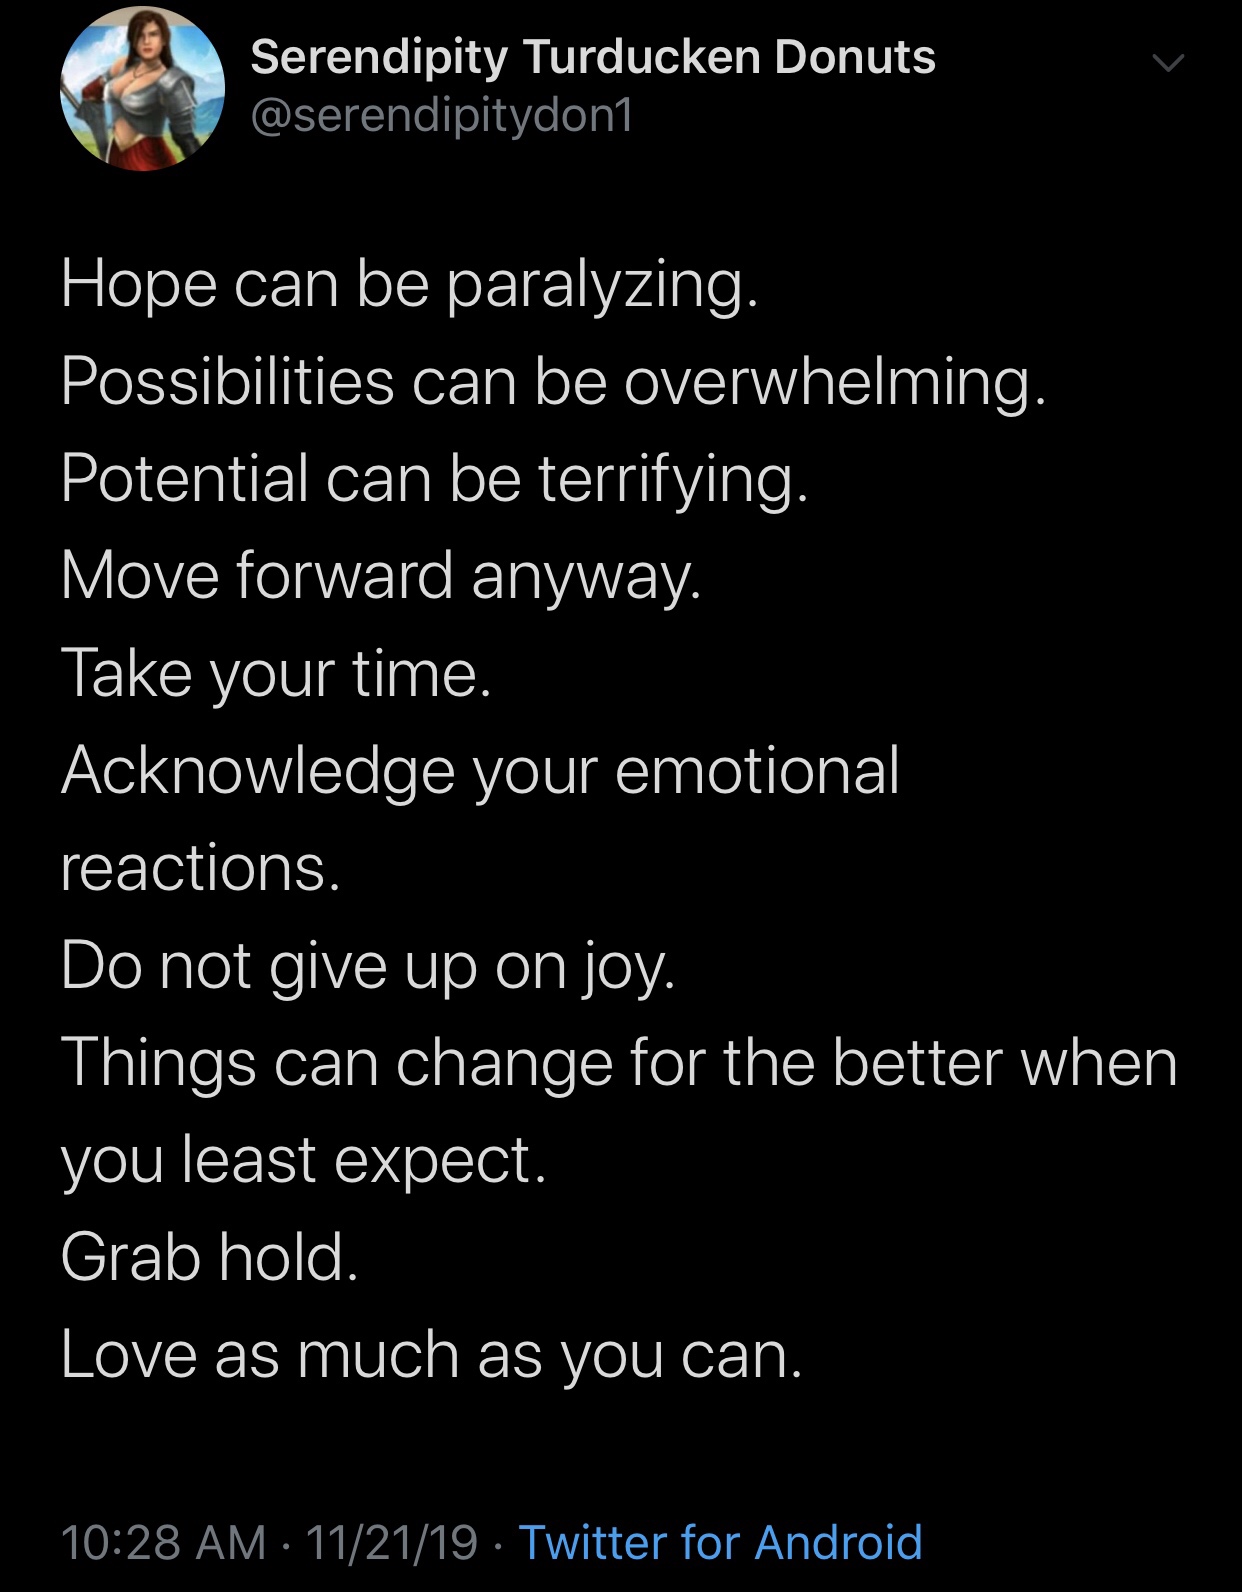 Serendipity Turducken Donuts
@serendipitydon1
Hope can be paralyzing.
Possibilities can be overwhelming.
Potential can be terrifying.
Move forward anyway.
Take your time.
Acknowledge your emotional
reactions.
Do not give up on joy.
Things can change for the better when
you least expect.
Grab hold.
Love as much as you can.
10:28 AM · 11/21/19 · Twitter for Android